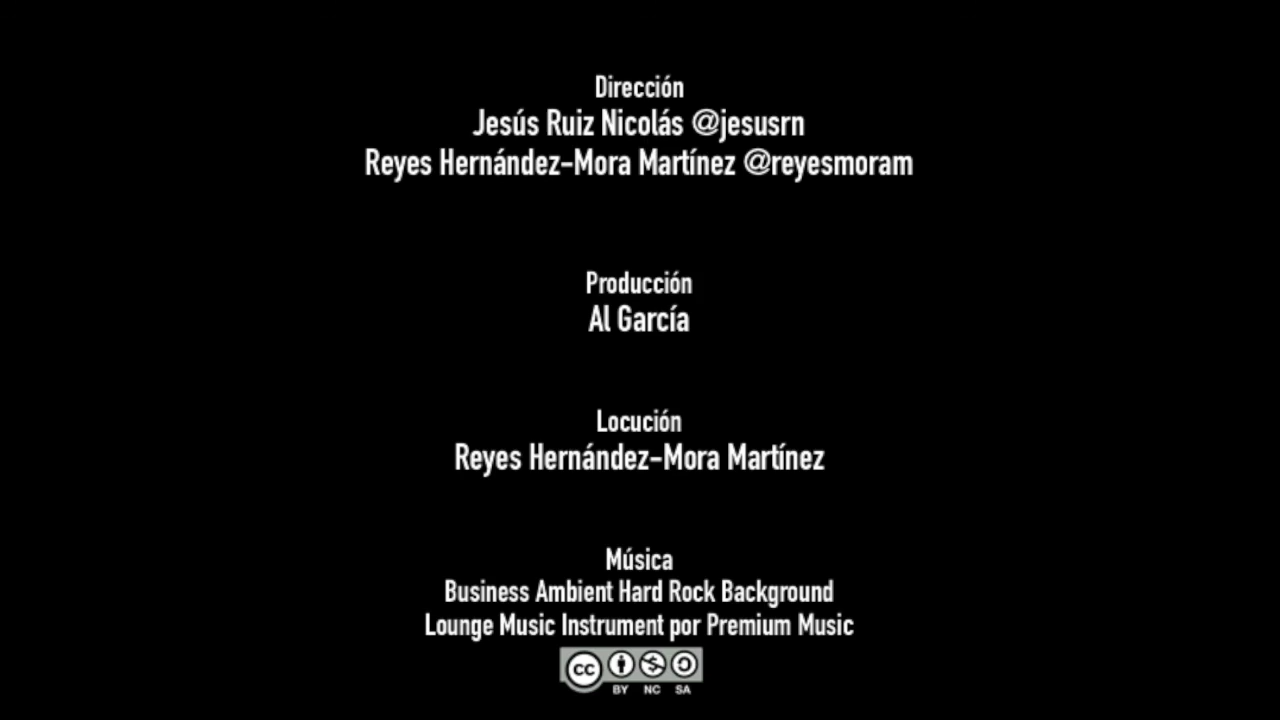 Dirección
Jesús Ruiz Nicolás @jesusrn
Reyes Hernández-Mora Martínez @reyesmoram
Producción
Al García
Locución
Reyes Hernández-Mora Martínez
Música
Business Ambient Hard Rock Background
Lounge Music Instrument por Premium Music
cc
BY NC SA